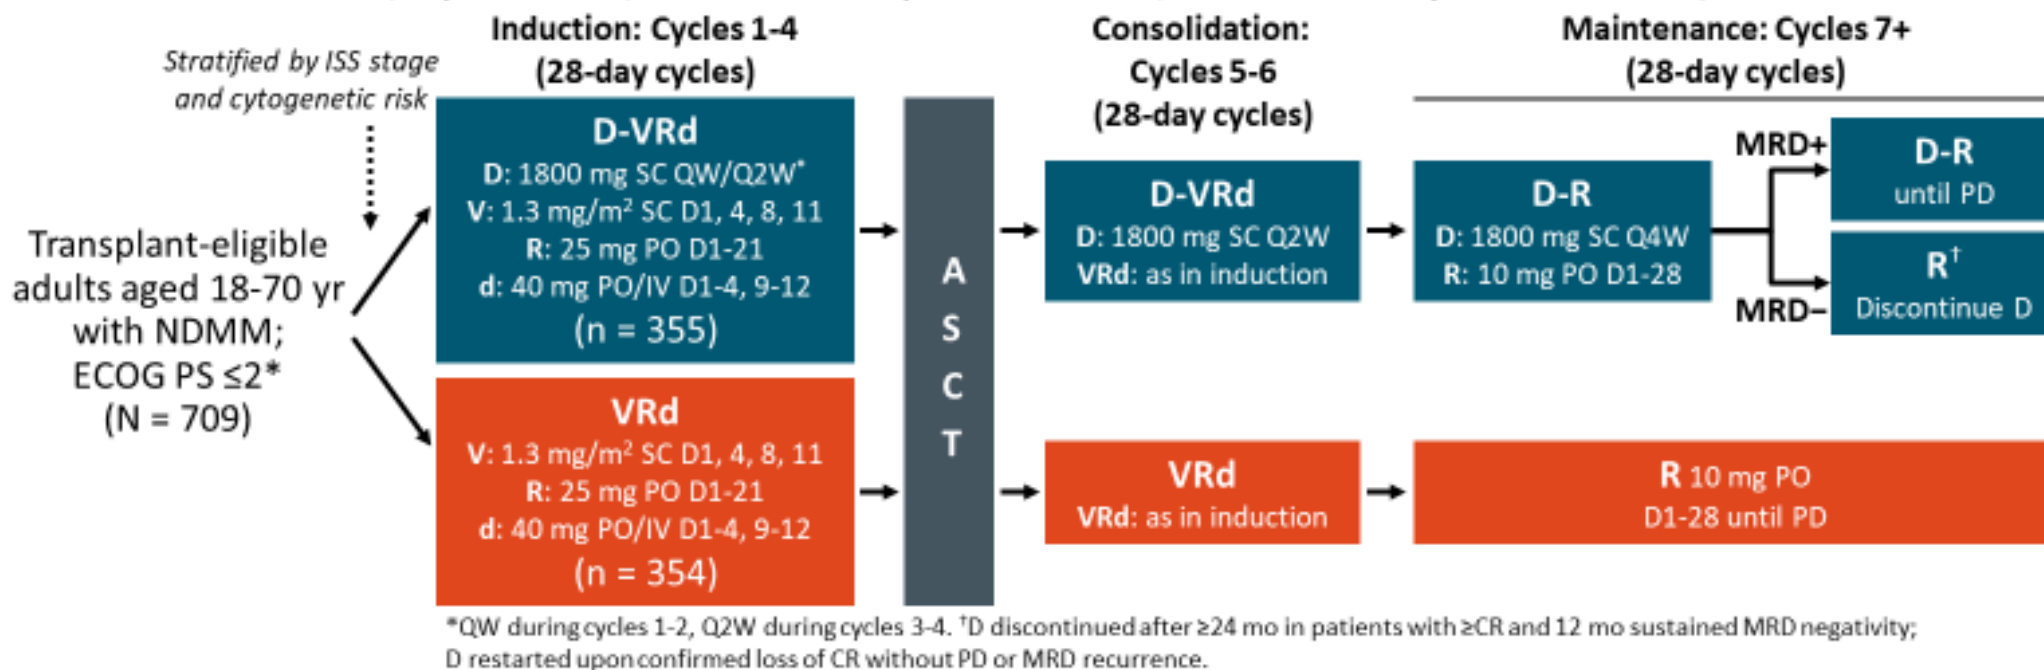 Stratified by ISS stage
and cytogenetic risk
Transplant-eligible
adults aged 18-70 yr
with NDMM;
ECOG PS ≤2*
(N = 709)
Induction: Cycles 1-4
(28-day cycles)
D-VRd
D: 1800 mg SC QW/Q2W*
V: 1.3 mg/m² SC D1, 4, 8, 11
R: 25 mg PO D1-21
d: 40 mg PO/IV D1-4, 9-12
(n = 355)
VRd
V: 1.3 mg/m² SC D1, 4, 8, 11
R: 25 mg PO D1-21
d: 40 mg PO/IV D1-4, 9-12
(n = 354)
A
S
C
T
Consolidation:
Cycles 5-6
(28-day cycles)
D-VRd
D: 1800 mg SC Q2W
VRd: as in induction
VRd
VRd: as in induction
Maintenance: Cycles 7+
(28-day cycles)
D-R
D: 1800 mg SC Q4W
R: 10 mg PO D1-28
MRD+
D-R
until PD
MRD−
R†
Discontinue D
R 10 mg PO
D1-28 until PD
*QW during cycles 1-2, Q2W during cycles 3-4. †D discontinued after ≥24 mo in patients with ≥CR and 12 mo sustained MRD negativity;
D restarted upon confirmed loss of CR without PD or MRD recurrence.